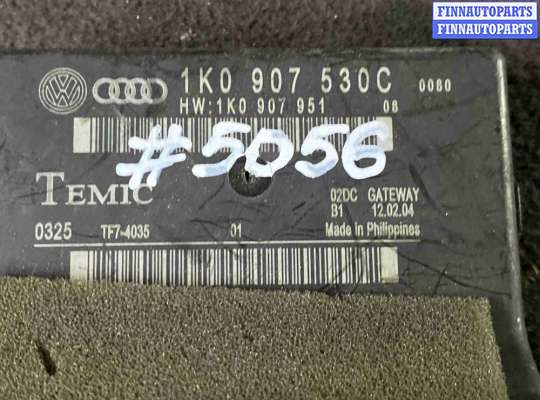 FINNAUTOPARTS
FINNAUTOPARTS
1K0 907 530C 0080
HW:1K0 907 951 08
#5056
TEMIC
02DC GATEWAY
B1 12.02.04
0325 TF7-4035 01 Made in Philippines